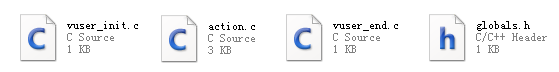 vuser_init.c
C Source
1 KB
action.c
C Source
3 KB
vuser_end.c
C Source
1 KB
globals.h
C/C++ Header
1 KB
C
C
C
h